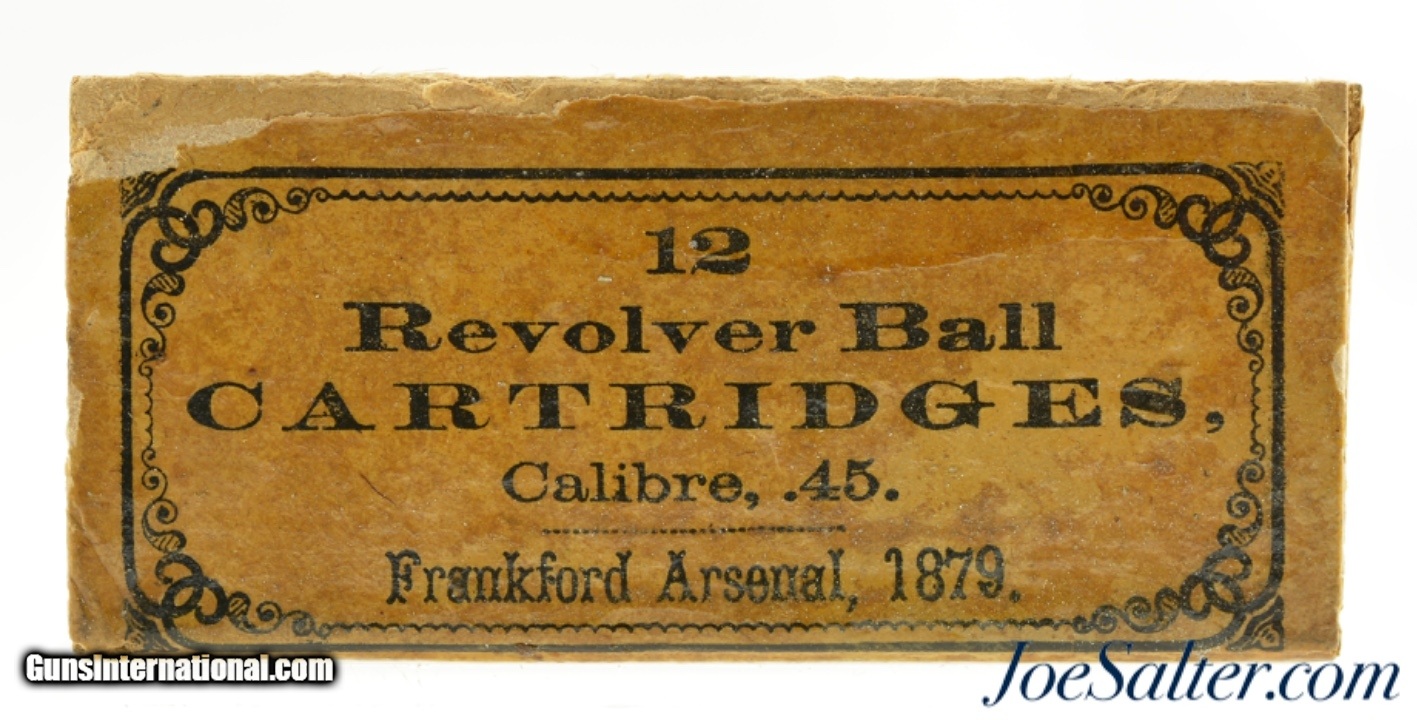 12
Revolver Ball
CARTRIDGES,
Calibre, .45.
Frankford Arsenal, 1879.
GunsInternational.com
JoeSalter.com